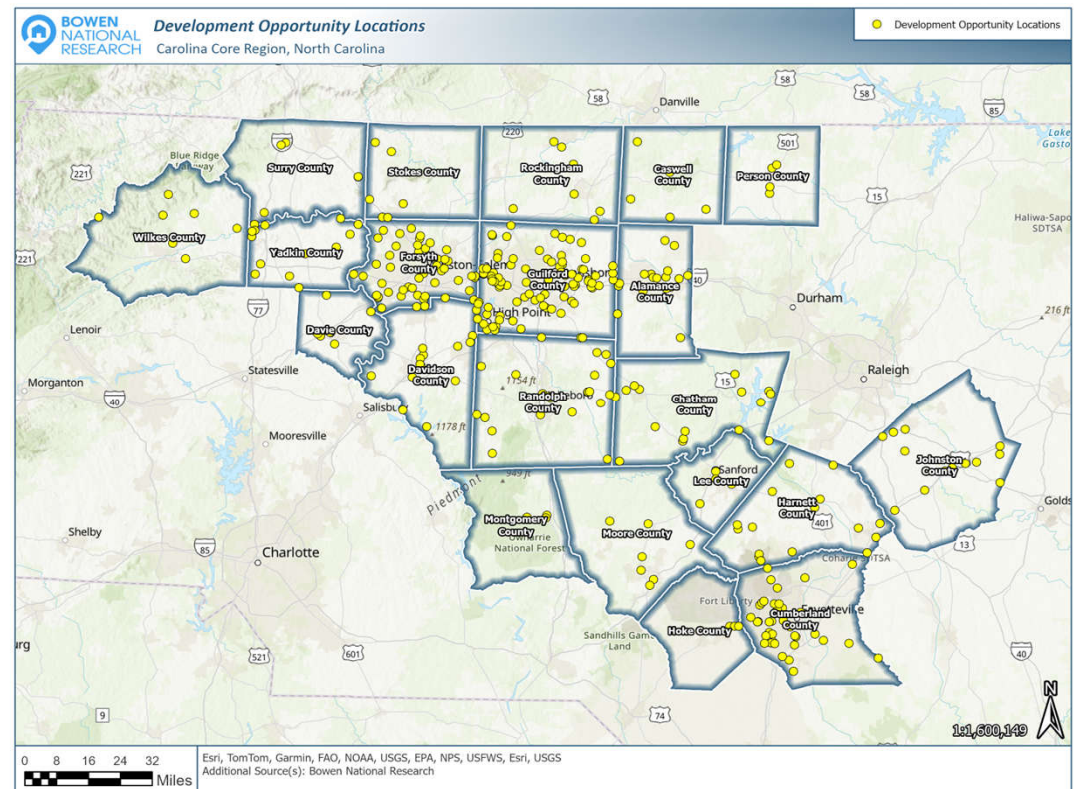 BOWEN
NATIONAL
RESEARCH
Development Opportunity Locations
Carolina Core Region, North Carolina
Development Opportunity Locations
58
58
Danville
58
85
220
501
Lake
Gasto
Blue Ridge
221
Surry County
Stokes County
Rockingham
County
Caswell
County
Person County
15
Haliwa-Sapo
SDTSA
Wilkes County
221
Yadkin County
Forsyth
County
Guilford
County
Alamance
County
40
Durham
216 ft
77
High Point
Lenoir
Davie County
Raleigh
Statesville
Davidson
County
1154 ft
15
Morganton
40
Randolph
County
Chatham
County
Salisbu
Mooresville
1178 ft
Johnston
County
949 ft
Sanford
Lee County
Piedmont
Harnett
County
Golds
401
Montgomery
County
Moore County
Shelby
85
National Forest
13
Charlotte
Fort Liberty
Cumberland
County
Hoke County
Sandhills Game
Land
urg
521
601
40
74
9
N
1:1,600,149
0 8 16 24 32
Miles
Esri, TomTom, Garmin, FAO, NOAA, USGS, EPA, NPS, USFWS, Esri, USGS
Additional Source(s): Bowen National Research